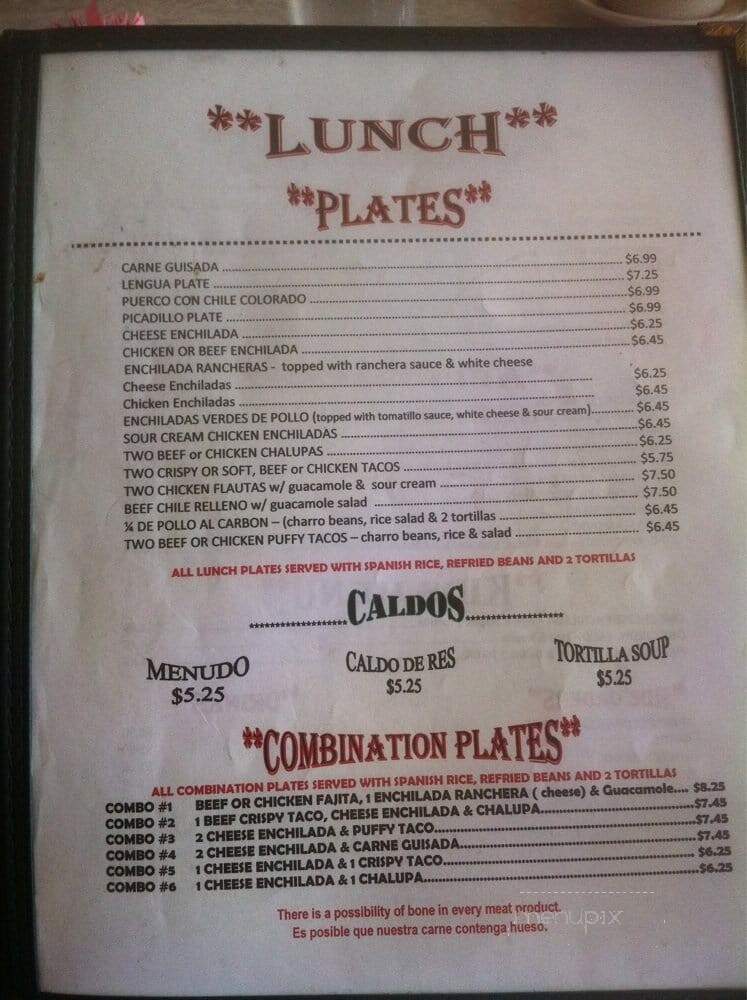 **LUNCH**
**PLATES**
CARNE GUISADA ........ $6.99
LENGUA PLATE ........ $7.25
PUERCO CON CHILE COLORADO ........ $6.99
PICADILLO PLATE ........ $6.99
CHEESE ENCHILADA ........ $6.25
CHICKEN OR BEEF ENCHILADA ........ $6.45
ENCHILADA RANCHERAS - topped with ranchera sauce & white cheese
Cheese Enchiladas ........ $6.25
Chicken Enchiladas ........ $6.45
ENCHILADAS VERDES DE POLLO (topped with tomatillo sauce, white cheese & sour cream) ........ $6.45
SOUR CREAM CHICKEN ENCHILADAS ........ $6.45
TWO BEEF or CHICKEN CHALUPAS ........ $6.25
TWO CRISPY OR SOFT, BEEF or CHICKEN TACOS ........ $5.75
TWO CHICKEN FLAUTAS w/ guacamole & sour cream ........ $7.50
BEEF CHILE RELLENO w/ guacamole salad ........ $7.50
¼ DE POLLO AL CARBON – (charro beans, rice salad & 2 tortillas ........ $6.45
TWO BEEF OR CHICKEN PUFFY TACOS – charro beans, rice & salad ........ $6.45
ALL LUNCH PLATES SERVED WITH SPANISH RICE, REFRIED BEANS AND 2 TORTILLAS
CALDOS
MENUDO
$5.25
CALDO DE RES
$5.25
TORTILLA SOUP
$5.25
**COMBINATION PLATES**
ALL COMBINATION PLATES SERVED WITH SPANISH RICE, REFRIED BEANS AND 2 TORTILLAS
COMBO #1 BEEF OR CHICKEN FAJITA, 1 ENCHILADA RANCHERA ( cheese) & Guacamole.... $8.25
COMBO #2 1 BEEF CRISPY TACO, CHEESE ENCHILADA & CHALUPA........ $7.45
COMBO #3 2 CHEESE ENCHILADA & PUFFY TACO........ $7.45
COMBO #4 2 CHEESE ENCHILADA & CARNE GUISADA........ $7.45
COMBO #5 1 CHEESE ENCHILADA & 1 CRISPY TACO........ $6.25
COMBO #6 1 CHEESE ENCHILADA & 1 CHALUPA........ $6.25
There is a possibility of bone in every meat product.
Es posible que nuestra carne contenga hueso.
menupix